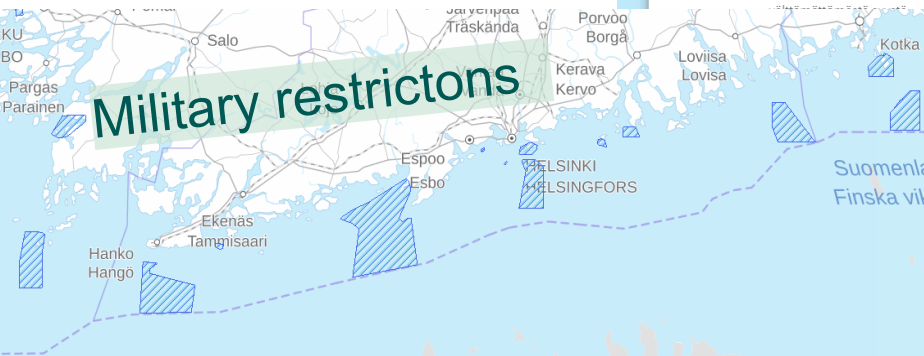 Järvenpää
Träskända
Porvoo
Borgå
Kotka
KU
BO
Salo
Loviisa
Lovisa
Kerava
Kervo
Pargas
Parainen
Military restrictons
Espoo
Esbo
HELSINKI
HELSINGFORS
Suomenla
Finska vik
Ekenäs
Tammisaari
Hanko
Hangö